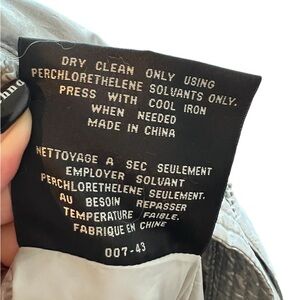 DRY CLEAN ONLY USING
PERCHLORETHELENE SOLVANTS ONLY.
PRESS WITH COOL IRON
WHEN NEEDED
MADE IN CHINA
NETTOYAGE A SEC SEULEMENT
EMPLOYER SOLVANT
PERCHLORETHELENE SEULEMENT.
AU BESOIN REPASSER
TEMPERATURE FAIBLE.
FABRIQUE EN CHINE
007-43